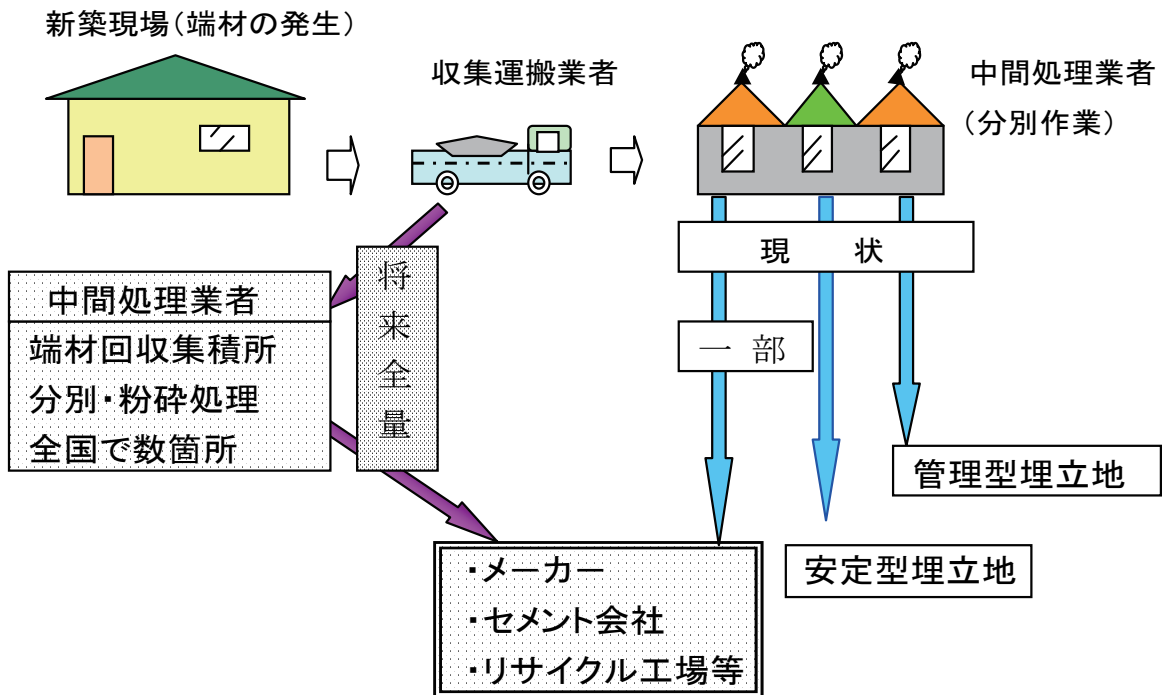 新築現場(端材の発生)
収集運搬業者
中間処理業者
(分別作業)
現 状
一 部
将来全量
中間処理業者
端材回収集積所
分別・粉砕処理
全国で数箇所
管理型埋立地
安定型埋立地
・メーカー
・セメント会社
・リサイクル工場等